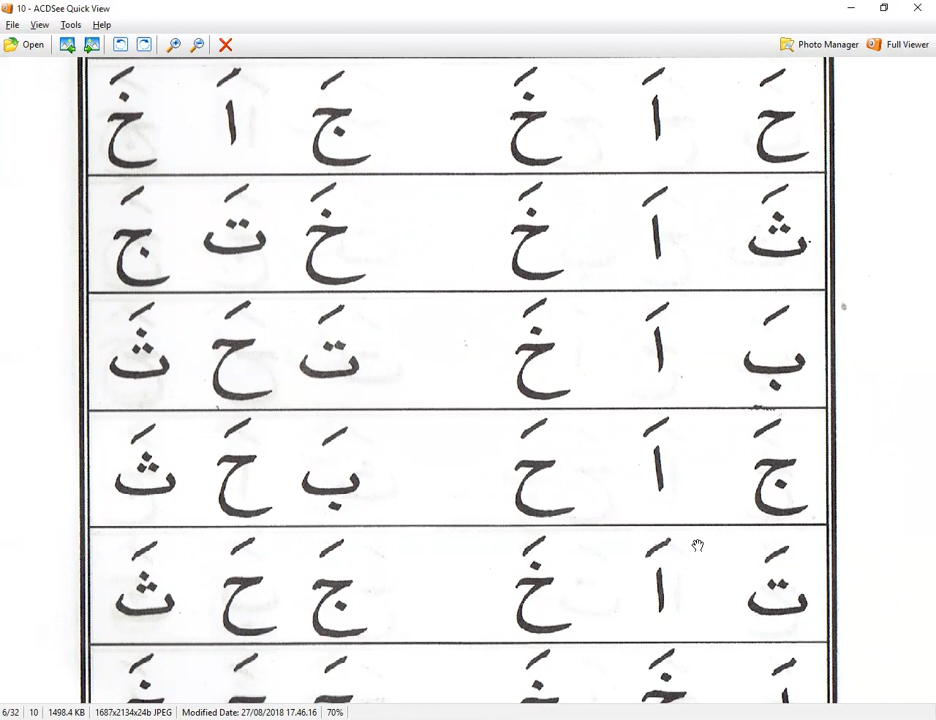 10 - ACDSee Quick View
File View Tools Help
Open Photo Manager Full Viewer
حَ اَ خَ جَ اَ خَ
ثَ اَ خَ خَ تَ جَ
بَ اَ خَ تَ حَ ثَ
جَ اَ حَ بَ حَ ثَ
تَ اَ خَ جَ حَ ثَ
6/32 10 1498.4 KB 1687x2134x24b JPEG Modified Date: 27/08/2018 17.46.16 70%